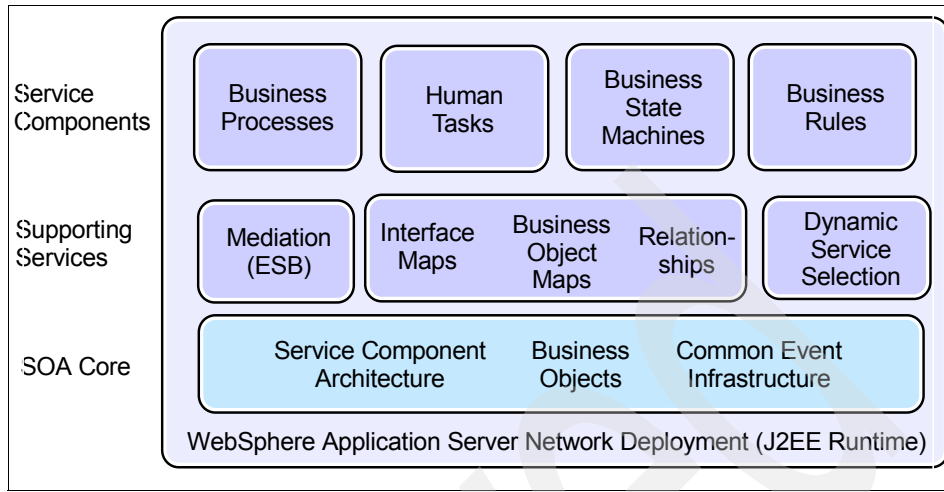 Service
Components
Business
Processes
Human
Tasks
Business
State
Machines
Business
Rules
Supporting
Services
Mediation
(ESB)
Interface
Maps
Business
Object
Maps
Relation-
ships
Dynamic
Service
Selection
SOA Core
Service Component
Architecture
Business
Objects
Common Event
Infrastructure
WebSphere Application Server Network Deployment (J2EE Runtime)